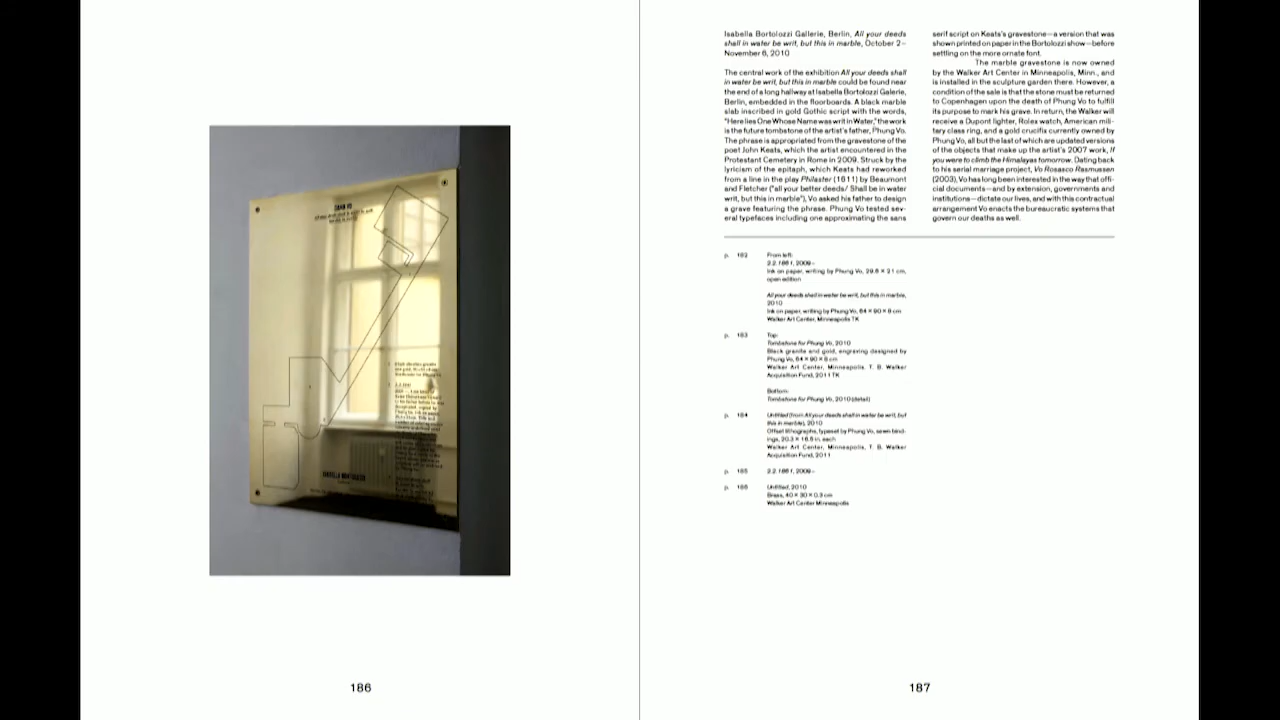 DANH VO
ISABELLA BORTOLOZZI
186
Isabella Bortolozzi Gallerie, Berlin, All your deeds
shall in water be writ, but this in marble, October 2–
November 6, 2010
The central work of the exhibition All your deeds shall
in water be writ, but this in marble could be found near
the end of a long hallway at Isabella Bortolozzi Galerie,
Berlin, embedded in the floorboards. A black marble
slab inscribed in gold Gothic script with the words,
"Here lies One Whose Name was writ in Water," the work
is the future tombstone of the artist's father, Phung Vo.
The phrase is appropriated from the gravestone of the
poet John Keats, which the artist encountered in the
Protestant Cemetery in Rome in 2009. Struck by the
lyricism of the epitaph, which Keats had reworked
from a line in the play Philaster (1611) by Beaumont
and Fletcher ("all your better deeds/ Shall be in water
writ, but this in marble"), Vo asked his father to design
a grave featuring the phrase. Phung Vo tested sev-
eral typefaces including one approximating the sans
serif script on Keats's gravestone—a version that was
shown printed on paper in the Bortolozzi show—before
settling on the more ornate font.
The marble gravestone is now owned
by the Walker Art Center in Minneapolis, Minn., and
is installed in the sculpture garden there. However, a
condition of the sale is that the stone must be returned
to Copenhagen upon the death of Phung Vo to fulfill
its purpose to mark his grave. In return, the Walker will
receive a Dupont lighter, Rolex watch, American mili-
tary class ring, and a gold crucifix currently owned by
Phung Vo, all but the last of which are updated versions
of the objects that make up the artist's 2007 work, If
you were to climb the Himalayas tomorrow. Dating back
to his serial marriage project, Vo Rosasco Rasmussen
(2003), Vo has long been interested in the way that offi-
cial documents—and by extension, governments and
institutions—dictate our lives, and with this contractual
arrangement Vo enacts the bureaucratic systems that
govern our deaths as well.
p. 182 From left:
2.2.1861, 2009–
Ink on paper, writing by Phung Vo, 29.6 × 21 cm,
open edition
All your deeds shall in water be writ, but this in marble,
2010
Ink on paper, writing by Phung Vo, 64 × 90 × 8 cm
Walker Art Center, Minneapolis TK
p. 183 Top:
Tombstone for Phung Vo, 2010
Black granite and gold, engraving designed by
Phung Vo, 64 × 90 × 8 cm
Walker Art Center, Minneapolis, T. B. Walker
Acquisition Fund, 2011 TK
Bottom:
Tombstone for Phung Vo, 2010 (detail)
p. 184 Untitled (from All your deeds shall in water be writ, but
this in marble), 2010
Offset lithographs, typeset by Phung Vo, sewn bind-
ings, 20.3 × 16.5 in. each
Walker Art Center, Minneapolis, T. B. Walker
Acquisition Fund, 2011
p. 185 2.2.1861, 2009–
p. 186 Untitled, 2010
Brass, 40 × 30 × 0.3 cm
Walker Art Center Minneapolis
187